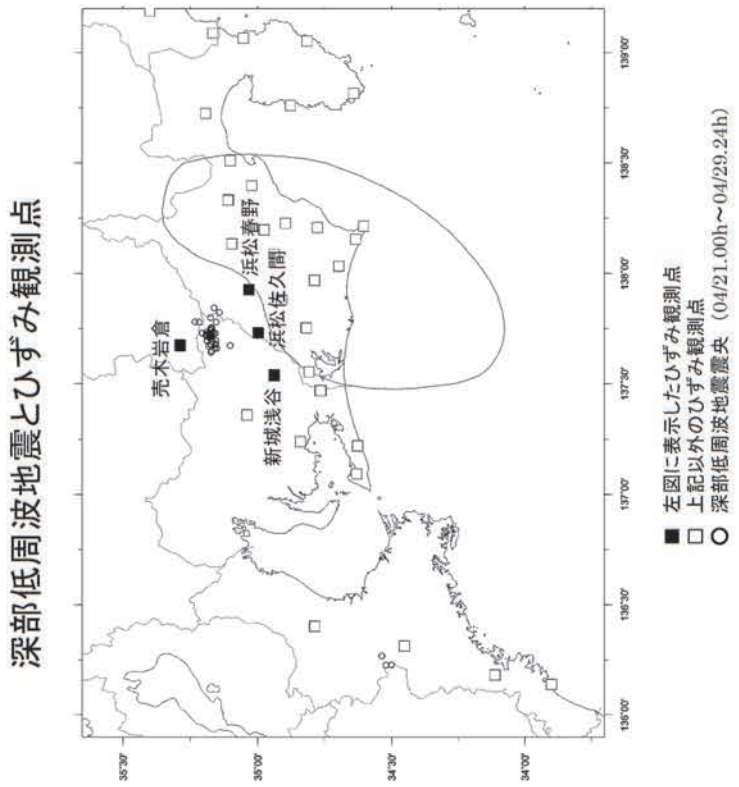 深部低周波地震とひずみ観測点
35˚30'
35˚00'
34˚30'
34˚00'
売木岩倉
浜松春野
浜松佐久間
新城浅谷
136˚00'
136˚30'
137˚00'
137˚30'
138˚00'
138˚30'
139˚00'
左図に表示したひずみ観測点
上記以外のひずみ観測点
深部低周波地震震央 (04/21.00h〜04/29.24h)